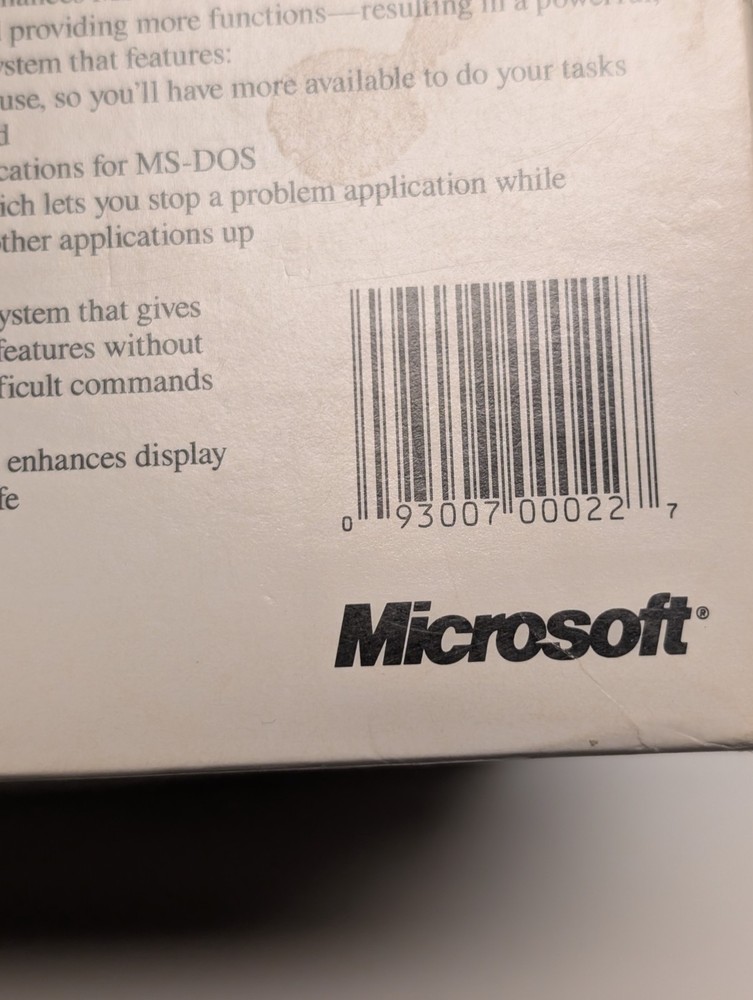 providing more functions—resulting in a powerful,
ystem that features:
use, so you'll have more available to do your tasks
d
cations for MS-DOS
ich lets you stop a problem application while
ther applications up
ystem that gives
features without
ficult commands
enhances display
fe
0 93007 00022 7
Microsoft®